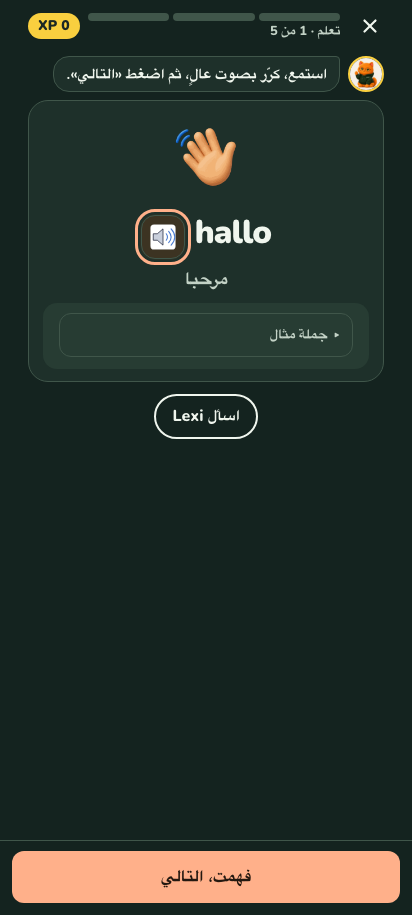 XP 0
تعلم · 1 من 5
استمع، كرّر بصوت عالٍ، ثم اضغط «التالي».
hallo
مرحبا
جملة مثال
اسأل Lexi
فهمت، التالي